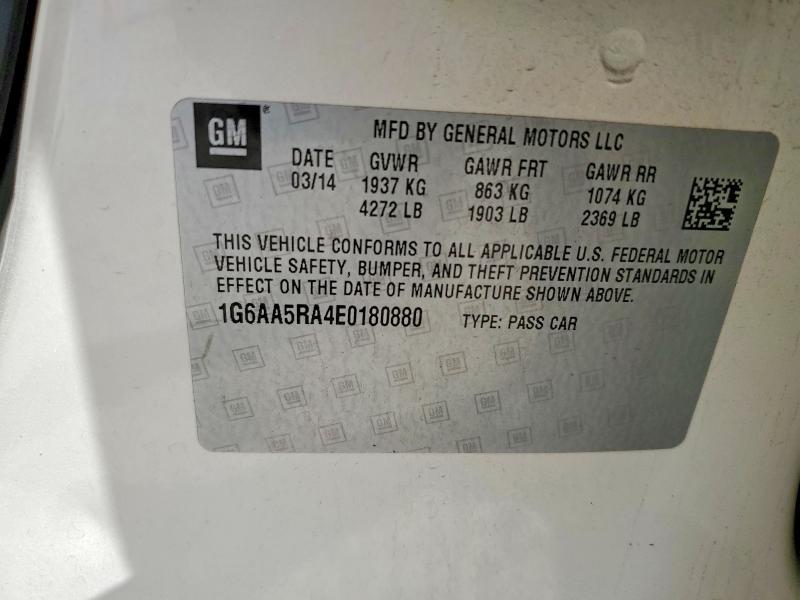 GM
MFD BY GENERAL MOTORS LLC
DATE GVWR GAWR FRT GAWR RR
03/14 1937 KG 863 KG 1074 KG
4272 LB 1903 LB 2369 LB
THIS VEHICLE CONFORMS TO ALL APPLICABLE U.S. FEDERAL MOTOR
VEHICLE SAFETY, BUMPER, AND THEFT PREVENTION STANDARDS IN
EFFECT ON THE DATE OF MANUFACTURE SHOWN ABOVE.
1G6AA5RA4E0180880 TYPE: PASS CAR